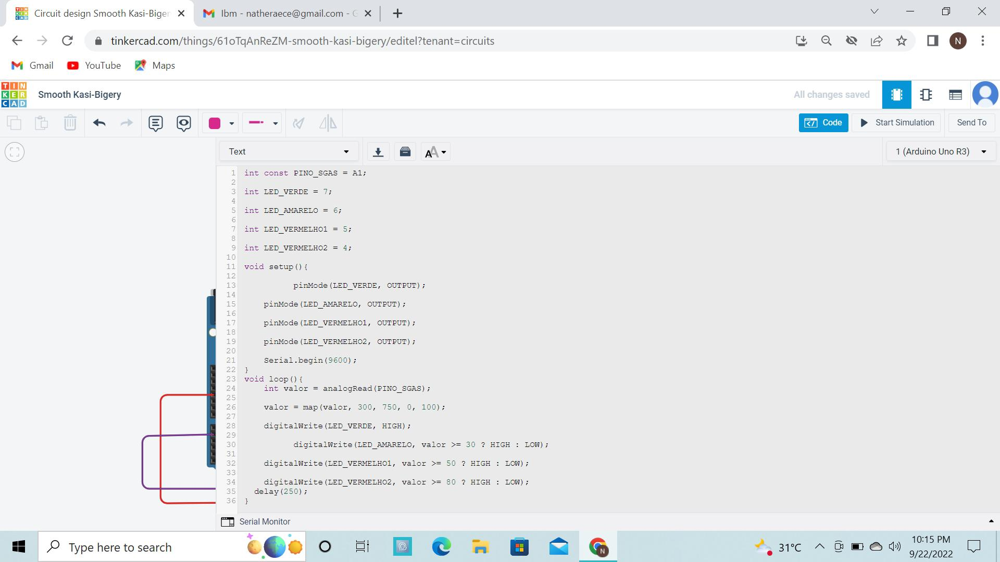 Circuit design Smooth Kasi-Biger
Ibm - natheraece@gmail.com - G
tinkercad.com/things/61oTqAnReZM-smooth-kasi-bigery/editel?tenant=circuits
N
Gmail
YouTube
Maps
TIN
KER
CAD
Smooth Kasi-Bigery
All changes saved
Code
Start Simulation
Send To
Text
AA
1 (Arduino Uno R3)
1 int const PINO_SGAS = A1;
2
3 int LED_VERDE = 7;
4
5 int LED_AMARELO = 6;
6
7 int LED_VERMELHO1 = 5;
8
9 int LED_VERMELHO2 = 4;
10
11 void setup(){
12
13 pinMode(LED_VERDE, OUTPUT);
14
15 pinMode(LED_AMARELO, OUTPUT);
16
17 pinMode(LED_VERMELHO1, OUTPUT);
18
19 pinMode(LED_VERMELHO2, OUTPUT);
20
21 Serial.begin(9600);
22 }
23 void loop(){
24 int valor = analogRead(PINO_SGAS);
25
26 valor = map(valor, 300, 750, 0, 100);
27
28 digitalWrite(LED_VERDE, HIGH);
29
30 digitalWrite(LED_AMARELO, valor >= 30 ? HIGH : LOW);
31
32 digitalWrite(LED_VERMELHO1, valor >= 50 ? HIGH : LOW);
33
34 digitalWrite(LED_VERMELHO2, valor >= 80 ? HIGH : LOW);
35 delay(250);
36 }
Serial Monitor
Type here to search
N
31°C
10:15 PM
9/22/2022